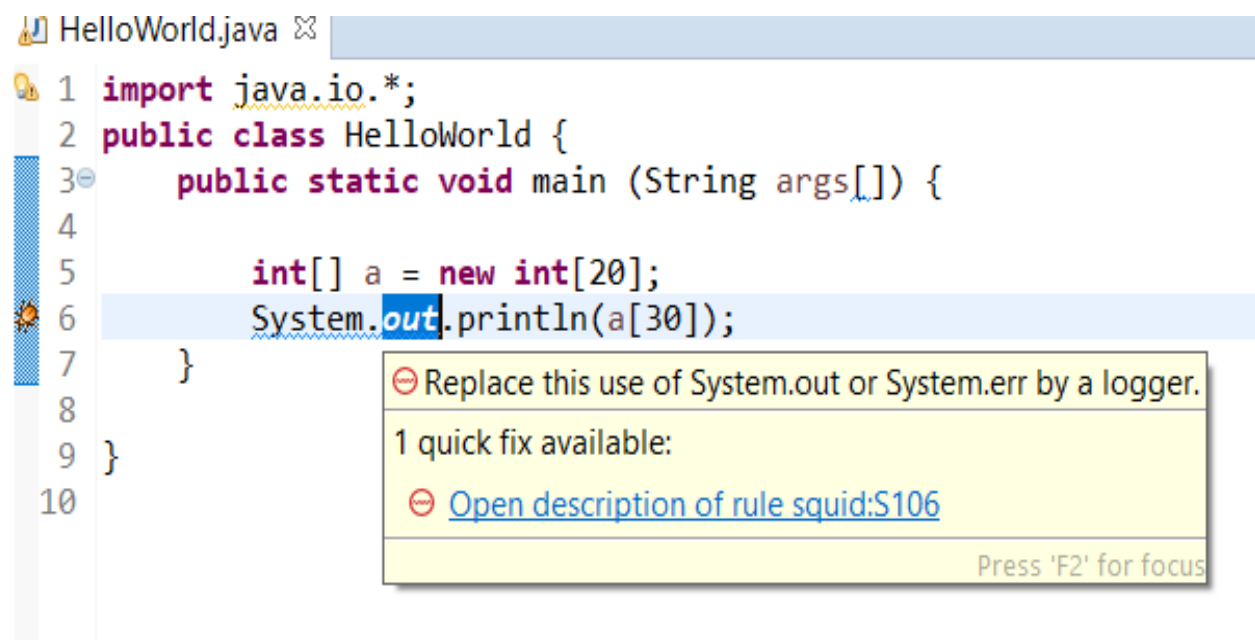 HelloWorld.java
1 import java.io.*;
2 public class HelloWorld {
3 public static void main (String args[]) {
4
5 int[] a = new int[20];
6 System.out.println(a[30]);
7 }
8
9 }
10
Replace this use of System.out or System.err by a logger.
1 quick fix available:
Open description of rule squid:S106
Press 'F2' for focus